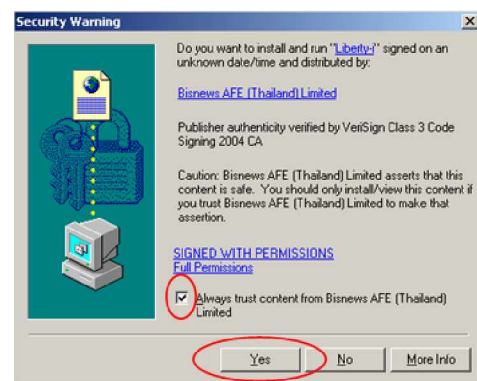 Security Warning
Do you want to install and run "Liberty-i" signed on an
unknown date/time and distributed by:
Bisnews AFE (Thailand) Limited
Publisher authenticity verified by VeriSign Class 3 Code
Signing 2004 CA
Caution: Bisnews AFE (Thailand) Limited asserts that this
content is safe. You should only install/view this content if
you trust Bisnews AFE (Thailand) Limited to make that
assertion.
SIGNED WITH PERMISSIONS
Full Permissions
Always trust content from Bisnews AFE (Thailand)
Limited
Yes No More Info